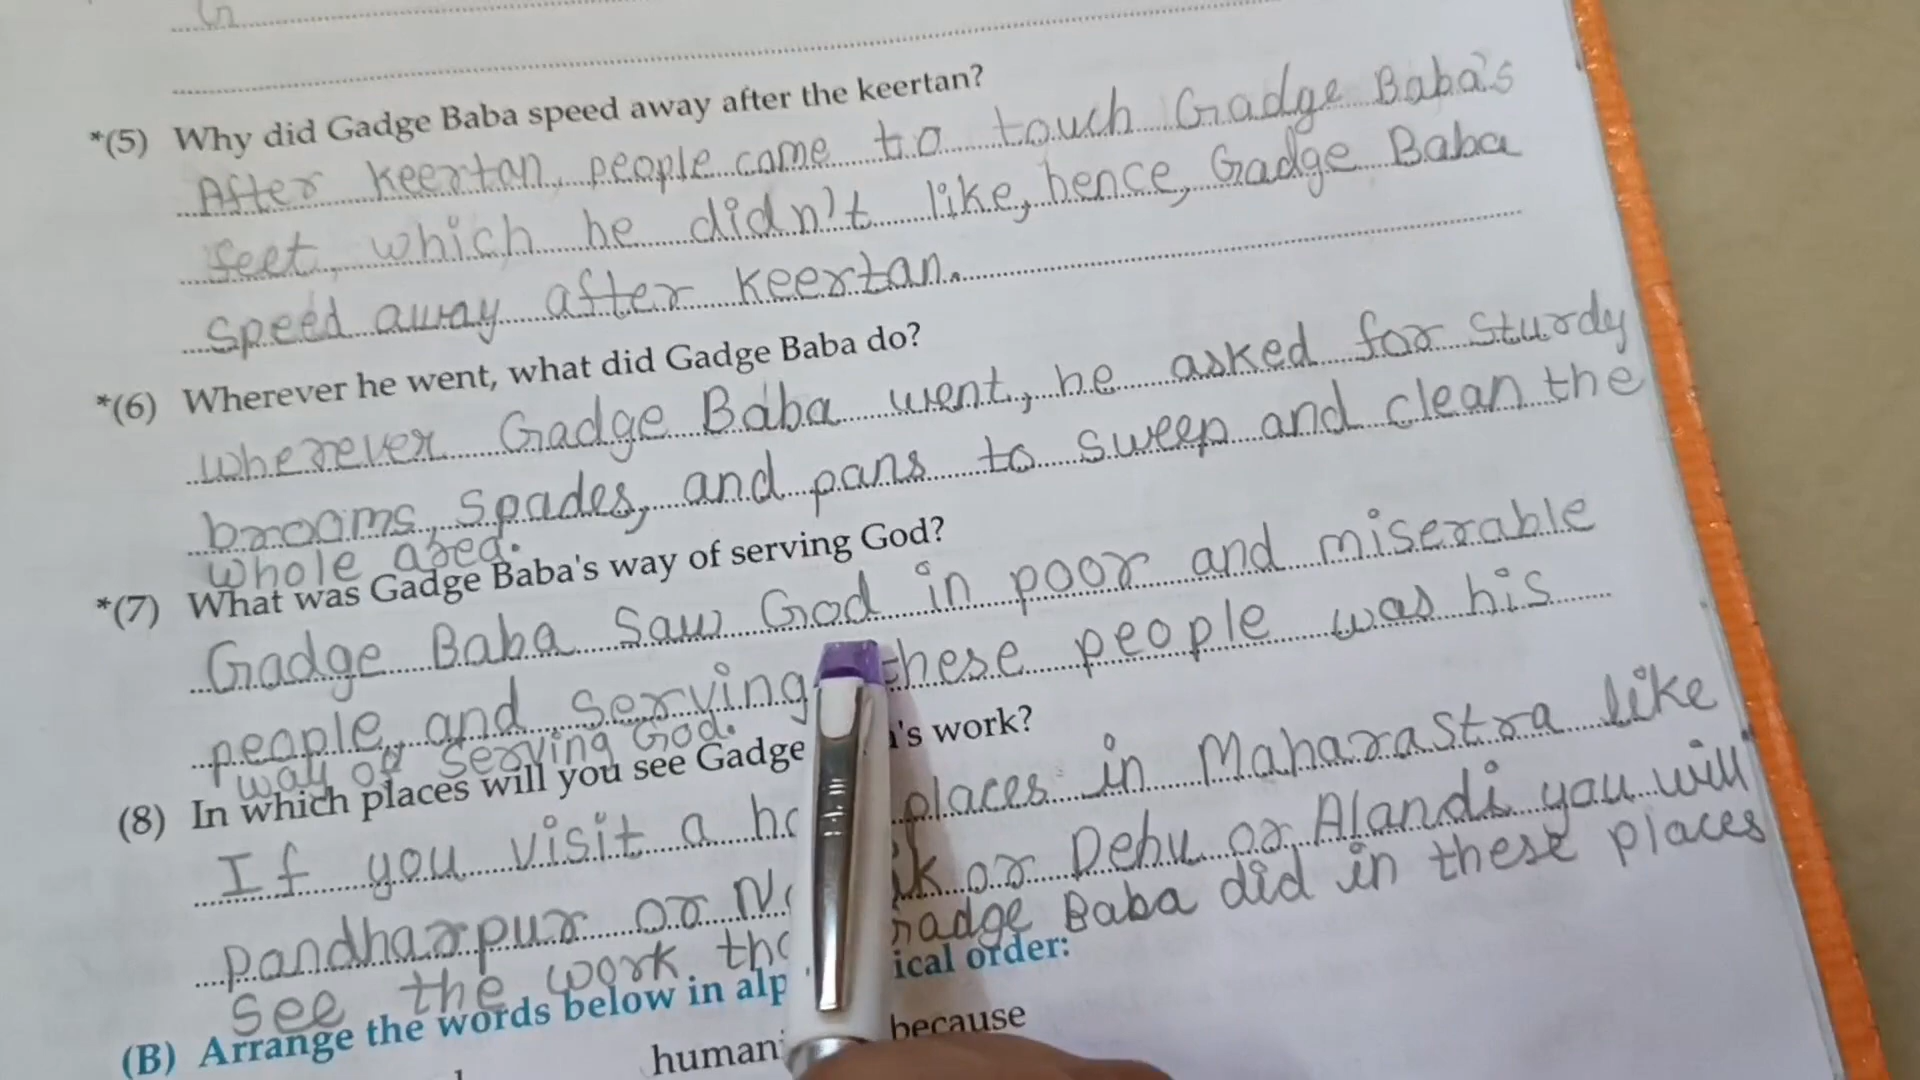 *(5) Why did Gadge Baba speed away after the keertan?
After keertan, people came to touch Gadge Baba's
feet, which he didn't like, hence, Gadge Baba
speed away after keertan.
*(6) Wherever he went, what did Gadge Baba do?
wherever Gadge Baba went, he asked for sturdy
brooms, spades, and pans to sweep and clean the
whole area.
*(7) What was Gadge Baba's way of serving God?
Gadge Baba saw God in poor and miserable
people, and serving these people was his
way of serving God.
(8) In which places will you see Gadge 's work?
If you visit a places in Maharastra like
pandharpur or or Dehu or Alandi you will
see the work Baba did in these places
(B) Arrange the words below in order:
because